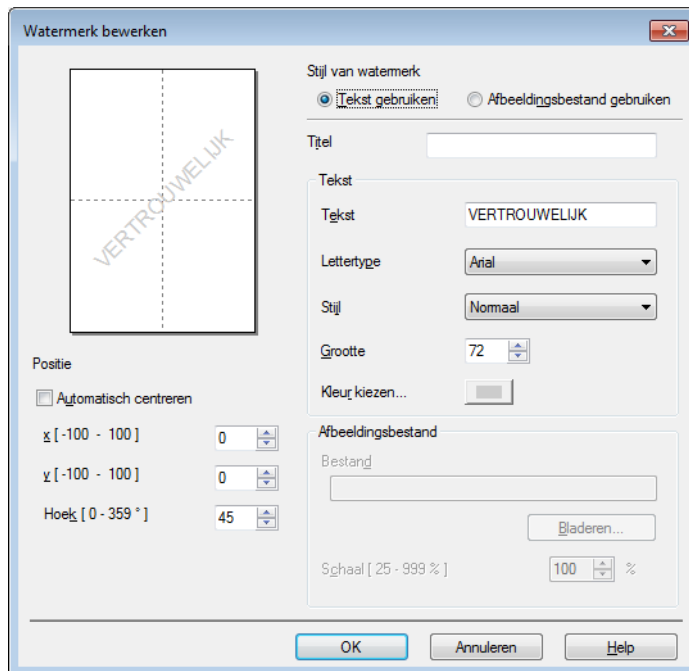 Watermerk bewerken
VERTROUWELIJK
Positie
Automatisch centreren
x [ -100 - 100 ] 0
y [ -100 - 100 ] 0
Hoek [ 0 - 359 ° ] 45
Stijl van watermerk
Tekst gebruiken Afbeeldingsbestand gebruiken
Titel
Tekst
Tekst VERTROUWELIJK
Lettertype Arial
Stijl Normaal
Grootte 72
Kleur kiezen...
Afbeeldingsbestand
Bestand
Bladeren...
Schaal [ 25 - 999 % ] 100 %
OK Annuleren Help